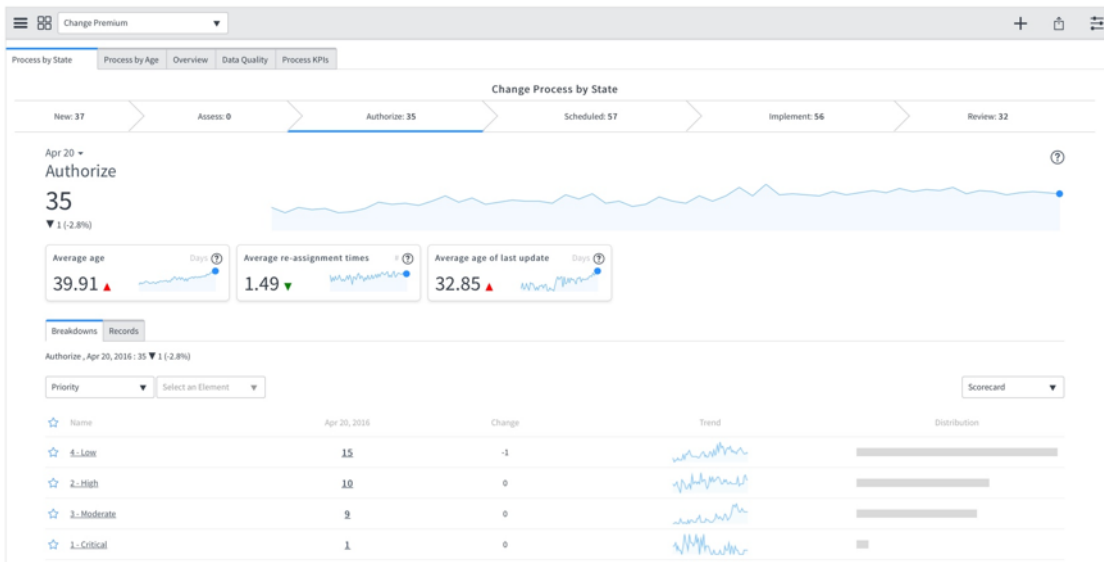 Change Premium ▼
Process by State Process by Age Overview Data Quality Process KPIs
Change Process by State
New: 37 Assess: 0 Authorize: 35 Scheduled: 57 Implement: 56 Review: 32
Apr 20
Authorize
35
▼ 1 (-2.8%)
Average age Days
39.91 ▲
Average re-assignment times #
1.49 ▼
Average age of last update Days
32.85 ▲
Breakdowns Records
Authorize , Apr 20, 2016 : 35 ▼ 1 (-2.8%)
Priority ▼ Select an Element ▼ Scorecard ▼
Name Apr 20, 2016 Change Trend Distribution
4 - Low 15 -1
2 - High 10 0
3 - Moderate 9 0
1 - Critical 1 0